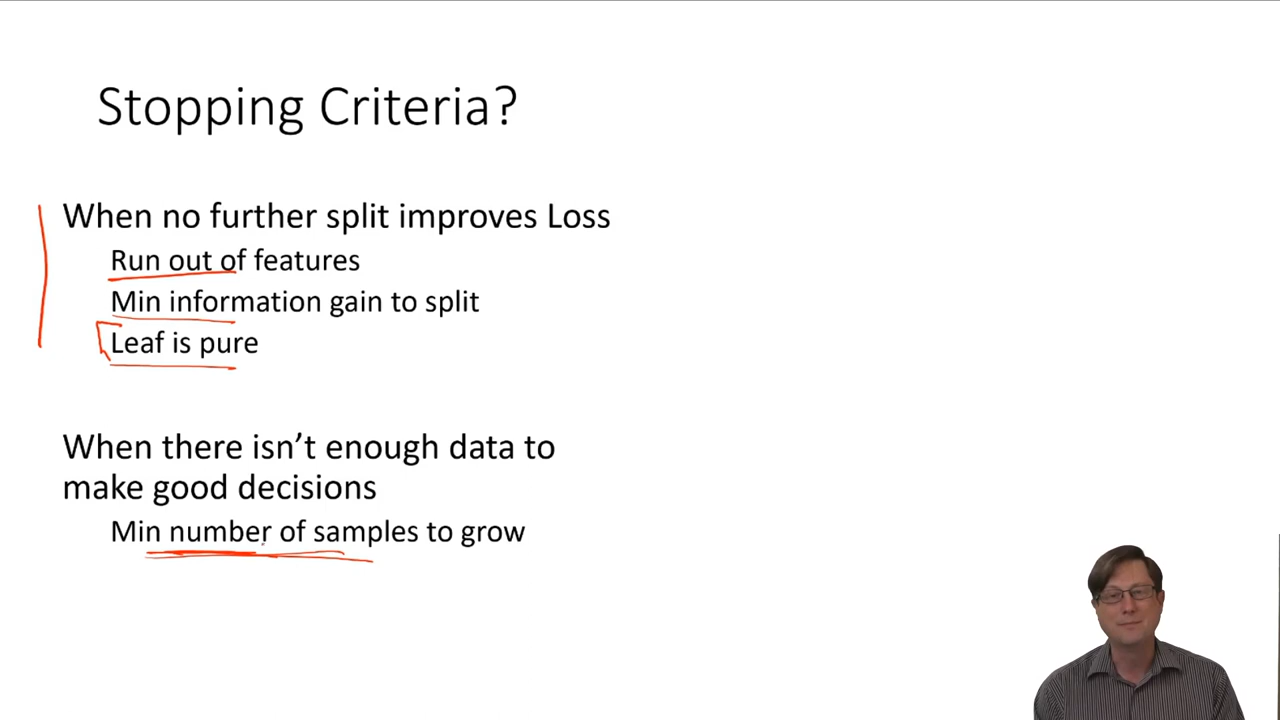 Stopping Criteria?
When no further split improves Loss
Run out of features
Min information gain to split
Leaf is pure
When there isn’t enough data to
make good decisions
Min number of samples to grow